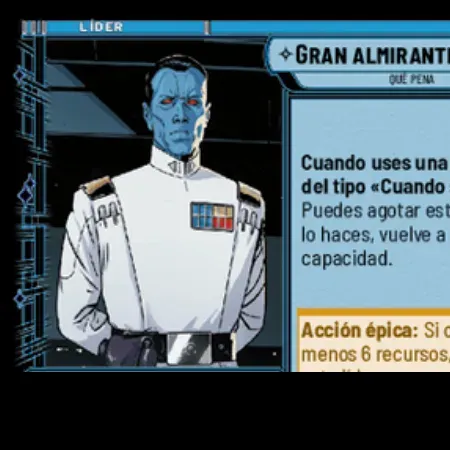 LÍDER
GRAN ALMIRANTE
QUÉ PENA
Cuando uses una
del tipo «Cuando
Puedes agotar est
lo haces, vuelve a
capacidad.
Acción épica: Si c
menos 6 recursos,